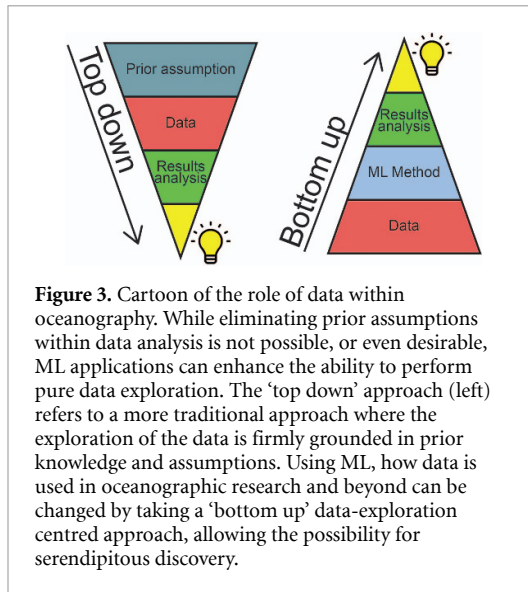 Top down
Prior assumption
Data
Results
analysis
Bottom up
Results
analysis
ML Method
Data
Figure 3. Cartoon of the role of data within
oceanography. While eliminating prior assumptions
within data analysis is not possible, or even desirable,
ML applications can enhance the ability to perform
pure data exploration. The ‘top down’ approach (left)
refers to a more traditional approach where the
exploration of the data is firmly grounded in prior
knowledge and assumptions. Using ML, how data is
used in oceanographic research and beyond can be
changed by taking a ‘bottom up’ data-exploration
centred approach, allowing the possibility for
serendipitous discovery.